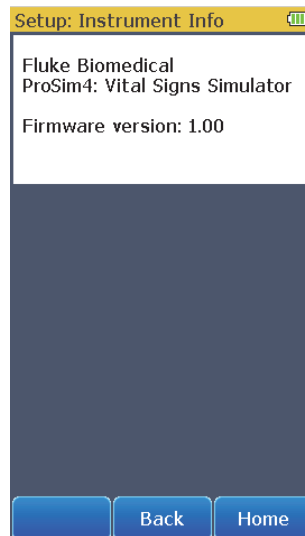 Setup: Instrument Info
Fluke Biomedical
ProSim4: Vital Signs Simulator
Firmware version: 1.00
Back
Home